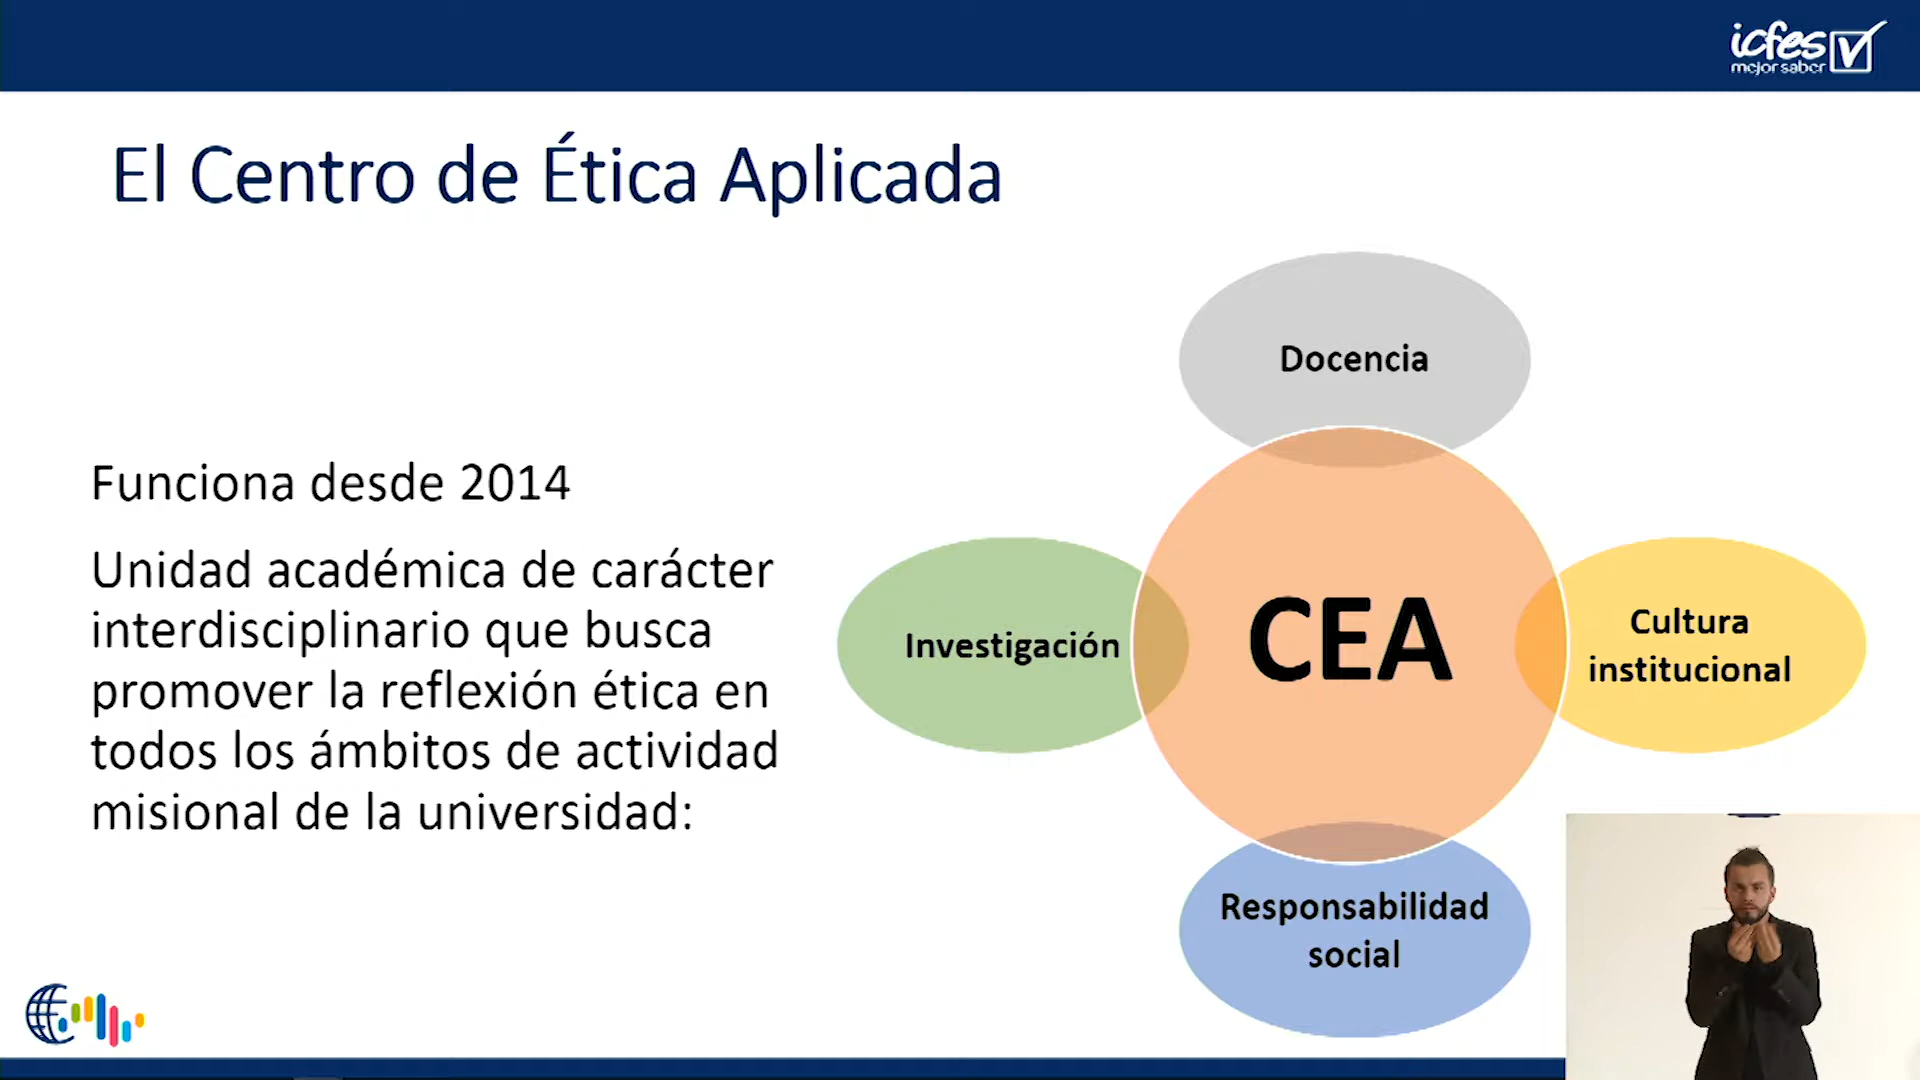 icfes
mejor saber
El Centro de Ética Aplicada
Funciona desde 2014
Unidad académica de carácter
interdisciplinario que busca
promover la reflexión ética en
todos los ámbitos de actividad
misional de la universidad:
Docencia
Investigación
CEA
Cultura
institucional
Responsabilidad
social